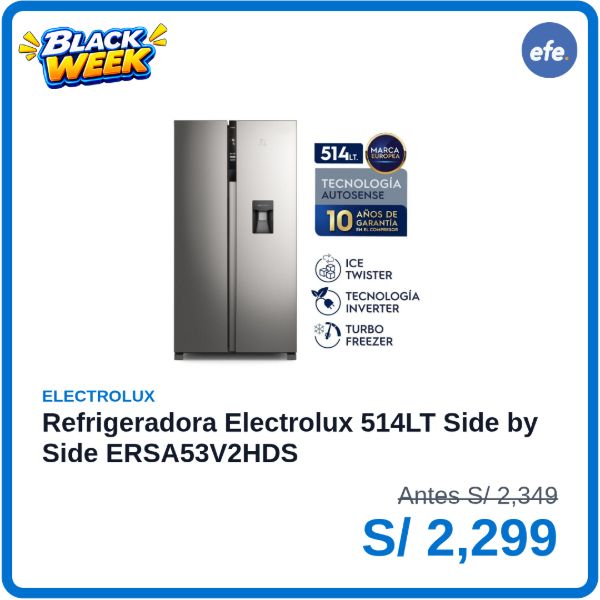 BLACK
WEEK
efe.
514LT.
MARCA
EUROPEA
TECNOLOGÍA
AUTOSENSE
10 AÑOS DE
GARANTÍA
EN EL COMPRESOR
ICE
TWISTER
TECNOLOGÍA
INVERTER
TURBO
FREEZER
ELECTROLUX
Refrigeradora Electrolux 514LT Side by
Side ERSA53V2HDS
Antes S/ 2,349
S/ 2,299